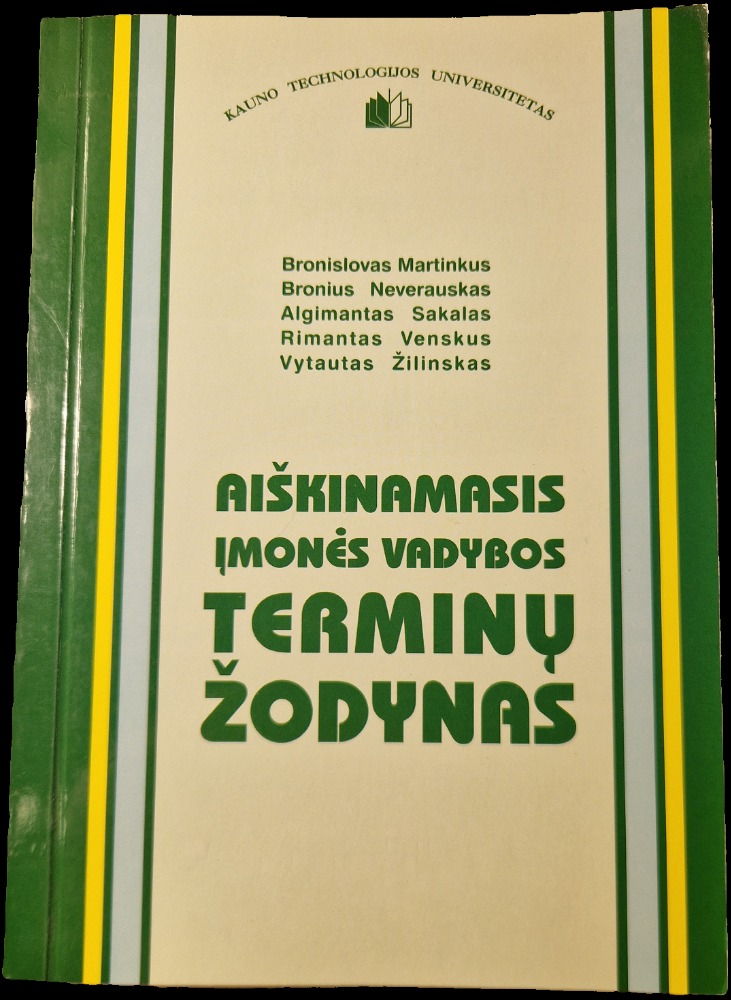 KAUNO TECHNOLOGIJOS UNIVERSITETAS
Bronislovas Martinkus
Bronius Neverauskas
Algimantas Sakalas
Rimantas Venskus
Vytautas Žilinskas
AIŠKINAMASIS
ĮMONĖS VADYBOS
TERMINŲ
ŽODYNAS